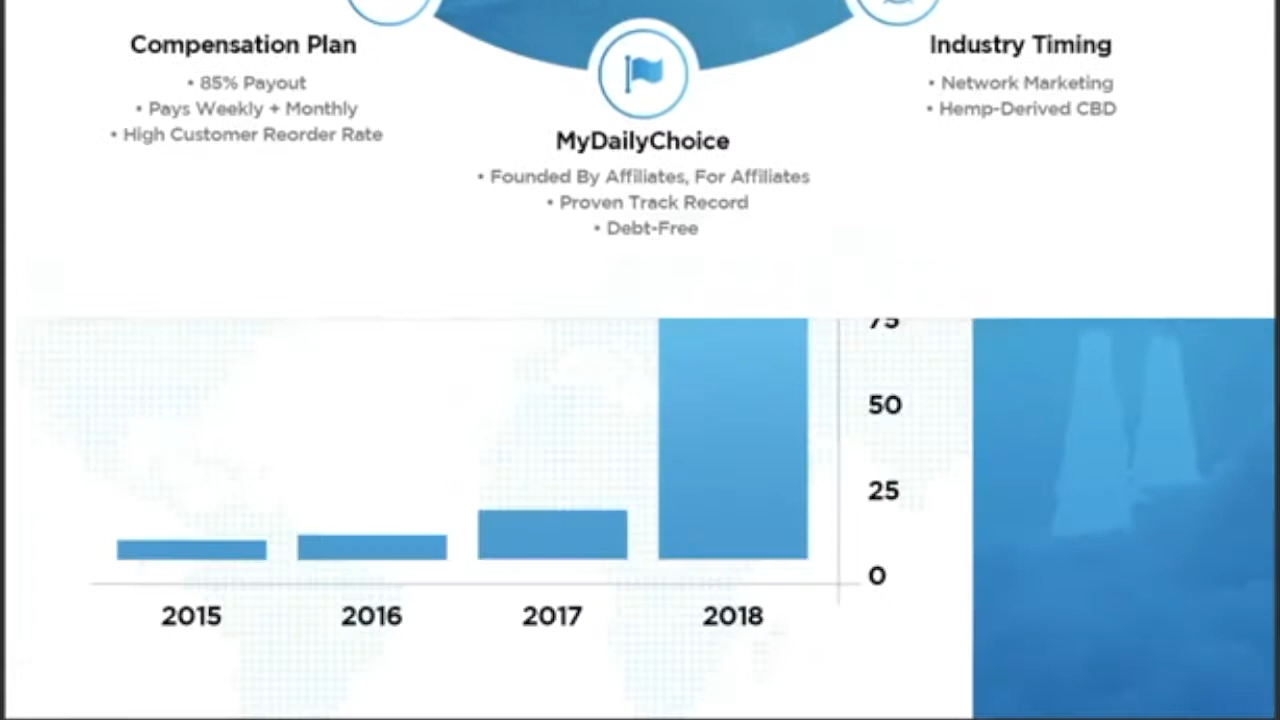 Compensation Plan
• 85% Payout
• Pays Weekly + Monthly
• High Customer Reorder Rate
MyDailyChoice
• Founded By Affiliates, For Affiliates
• Proven Track Record
• Debt-Free
Industry Timing
• Network Marketing
• Hemp-Derived CBD
75
50
25
0
2015 2016 2017 2018